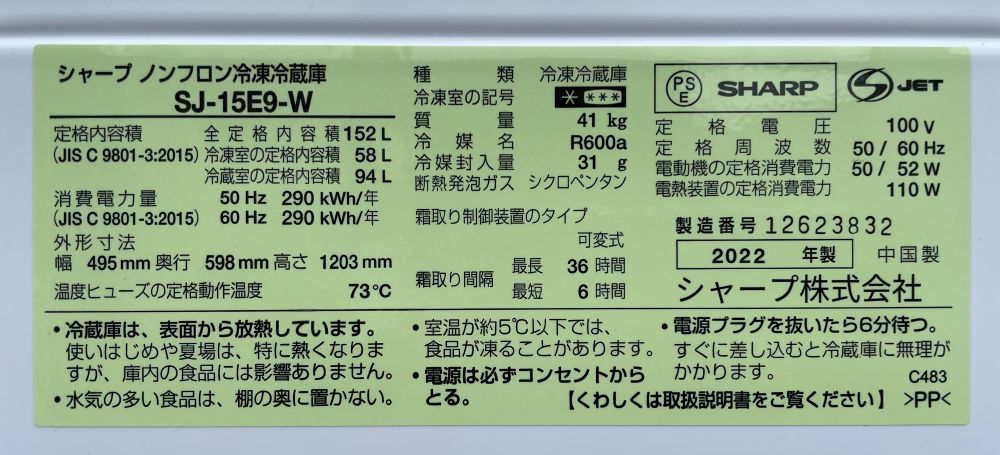 シャープ ノンフロン冷凍冷蔵庫
SJ-15E9-W
定格内容積 全定格内容積 152 L
(JIS C 9801-3:2015) 冷凍室の定格内容積 58 L
冷蔵室の定格内容積 94 L
消費電力量 50 Hz 290 kWh/年
(JIS C 9801-3:2015) 60 Hz 290 kWh/年
外形寸法
幅 495 mm 奥行 598 mm 高さ 1203 mm
温度ヒューズの定格動作温度 73℃
種類 冷凍冷蔵庫
冷凍室の記号 * ***
質量 41 kg
冷媒名 R600a
冷媒封入量 31 g
断熱発泡ガス シクロペンタン
霜取り制御装置のタイプ
可変式
霜取り間隔 最長 36 時間
最短 6 時間
PS
E
SHARP
S JET
定格電圧 100 V
定格周波数 50 / 60 Hz
電動機の定格消費電力 50 / 52 W
電熱装置の定格消費電力 110 W
製造番号 12623832
2022 年製 中国製
シャープ株式会社
・冷蔵庫は、表面から放熱しています。
使いはじめや夏場は、特に熱くなりま
すが、庫内の食品には影響ありません。
・水気の多い食品は、棚の奥に置かない。
・室温が約5℃以下では、
食品が凍ることがあります。
・電源は必ずコンセントから
とる。
・電源プラグを抜いたら6分待つ。
すぐに差し込むと冷蔵庫に無理が
かかります。
C483
【くわしくは取扱説明書をご覧ください】 >PP<